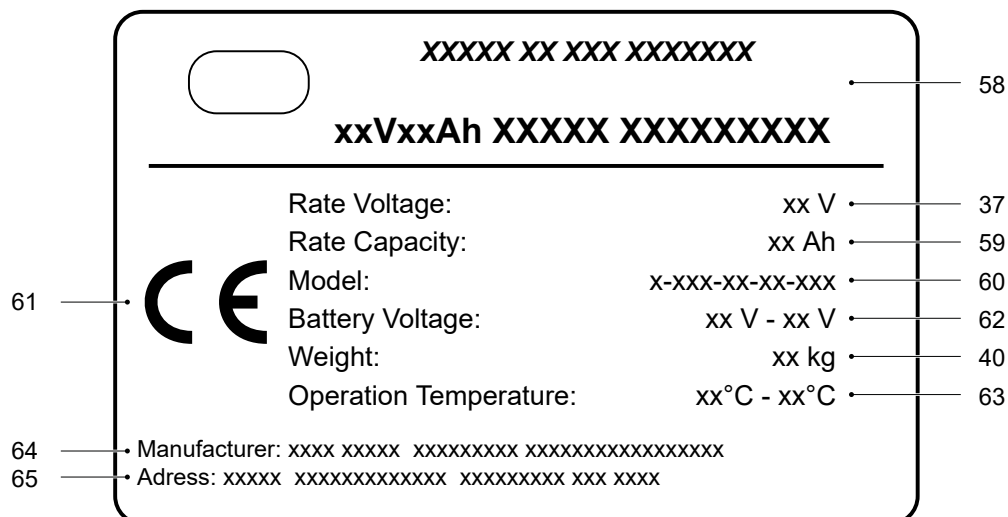 XXXXX XX XXX XXXXXXX
58
xxVxxAh XXXXX XXXXXXXXX
Rate Voltage: xx V 37
Rate Capacity: xx Ah 59
Model: x-xxx-xx-xx-xxx 60
61 CE
Battery Voltage: xx V - xx V 62
Weight: xx kg 40
Operation Temperature: xx°C - xx°C 63
64 Manufacturer: xxxx xxxxx xxxxxxxxx xxxxxxxxxxxxxxxxx
65 Adress: xxxxx xxxxxxxxxxxxx xxxxxxxxx xxx xxxx